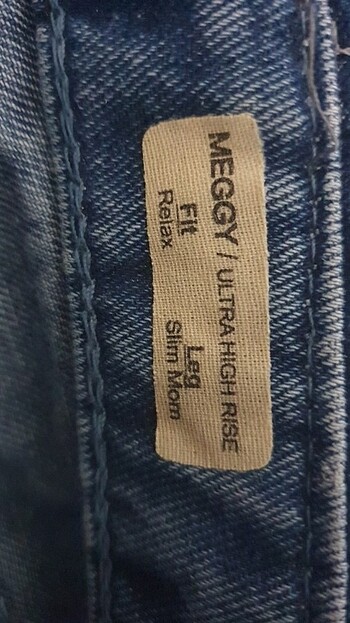 MEGGY / ULTRA HIGH RISE
Fit Leg
Relax Slim Mom